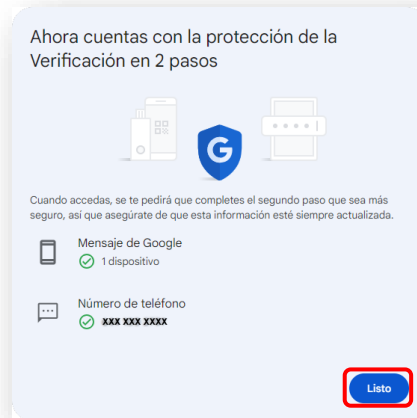 Ahora cuentas con la protección de la
Verificación en 2 pasos
G
Cuando accedas, se te pedirá que completes el segundo paso que sea más
seguro, así que asegúrate de que esta información esté siempre actualizada.
Mensaje de Google
1 dispositivo
Número de teléfono
xxx xxx xxxx
Listo